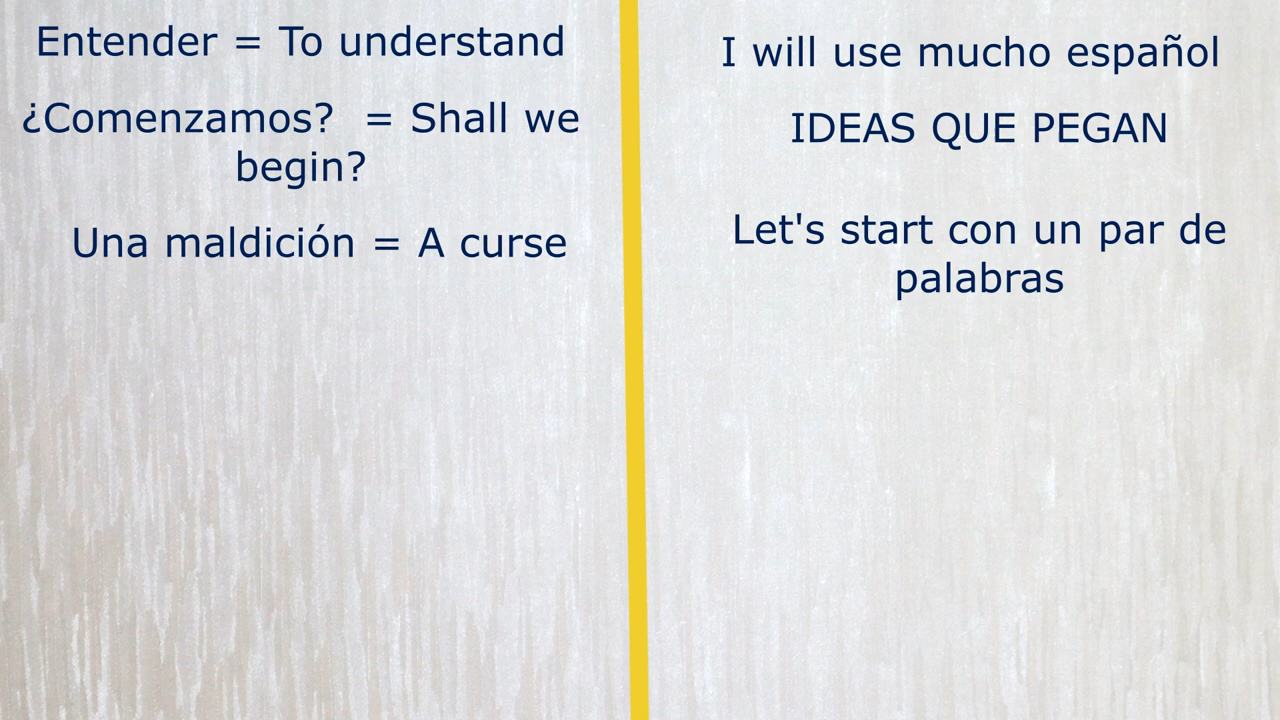 Entender = To understand
¿Comenzamos?  = Shall we
begin?
Una maldición = A curse
I will use mucho español
IDEAS QUE PEGAN
Let's start con un par de
palabras